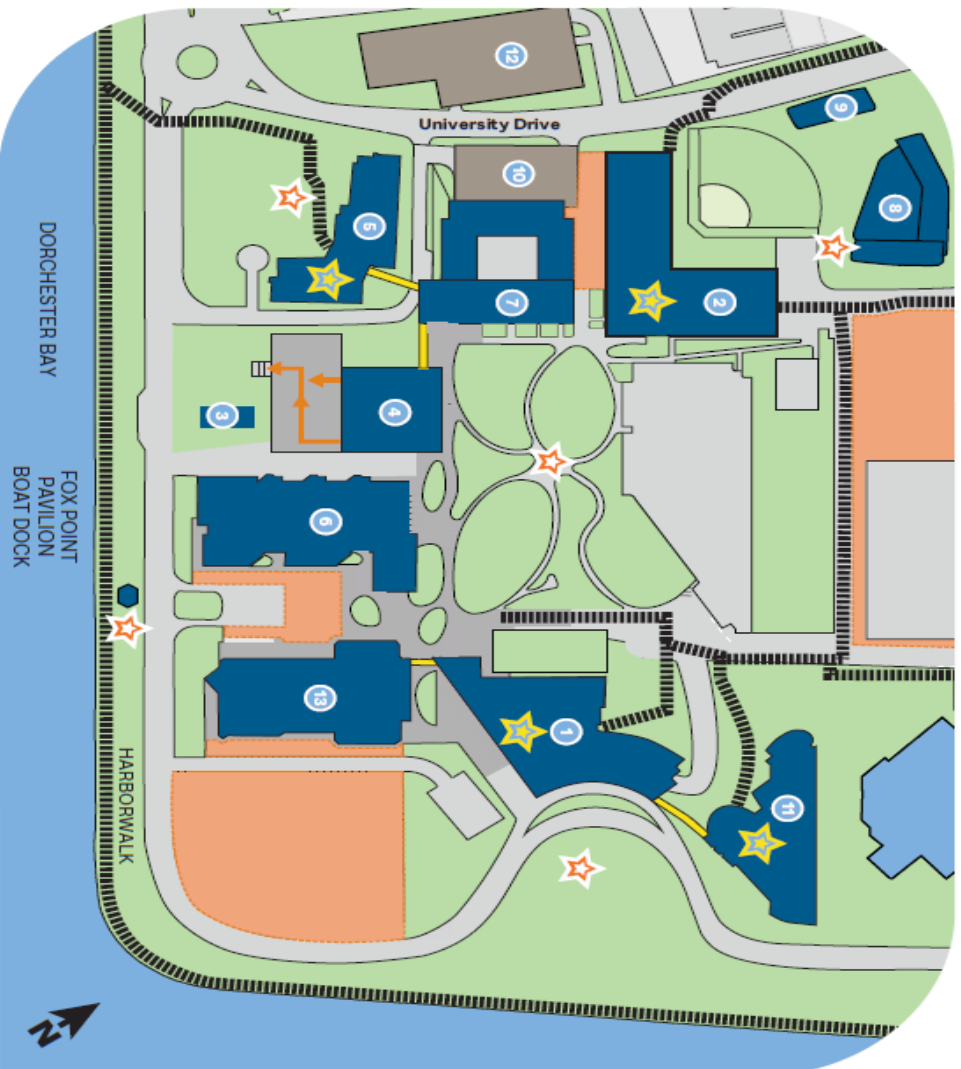 12
9
University Drive
10
8
5
7
2
DORCHESTER BAY
4
3
FOX POINT
PAVILION
BOAT DOCK
6
13
1
HARBORWALK
11
N